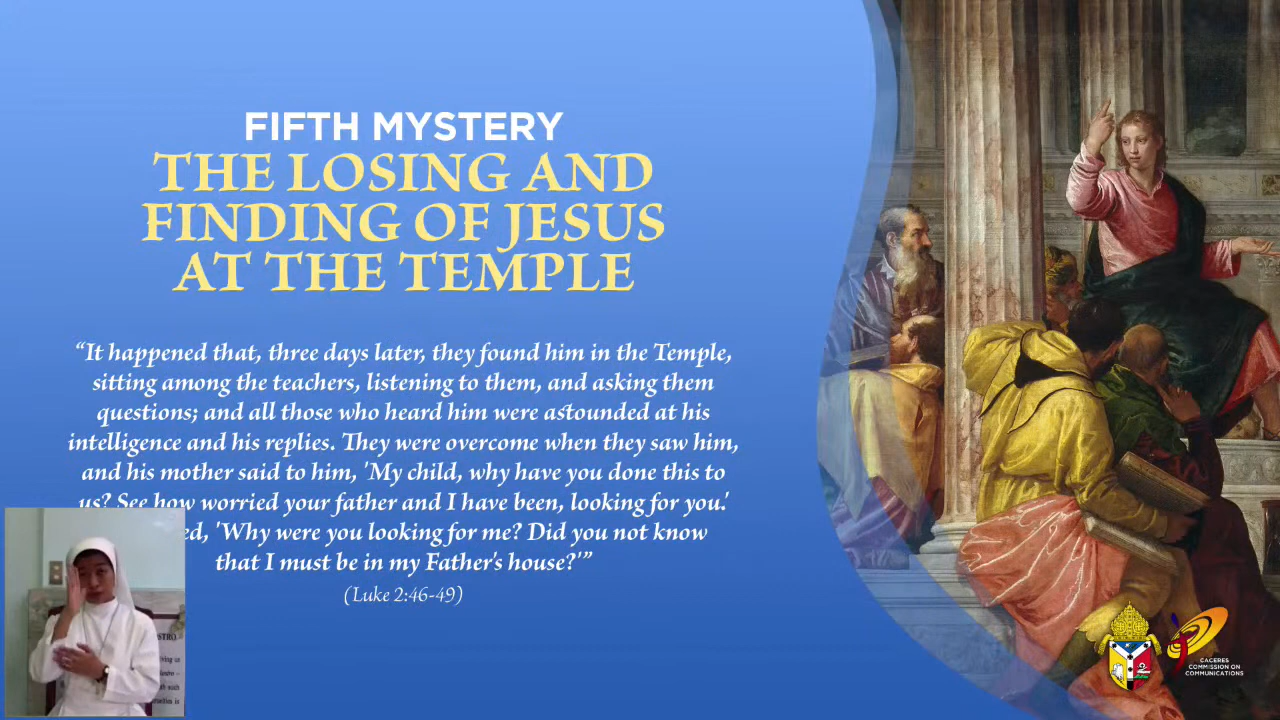 FIFTH MYSTERY
THE LOSING AND
FINDING OF JESUS
AT THE TEMPLE
“It happened that, three days later, they found him in the Temple,
sitting among the teachers, listening to them, and asking them
questions; and all those who heard him were astounded at his
intelligence and his replies. They were overcome when they saw him,
and his mother said to him, 'My child, why have you done this to
us? See how worried your father and I have been, looking for you.'
'Why were you looking for me? Did you not know
that I must be in my Father's house?'”
(Luke 2:46-49)
CACERES
COMMISSION ON
COMMUNICATIONS